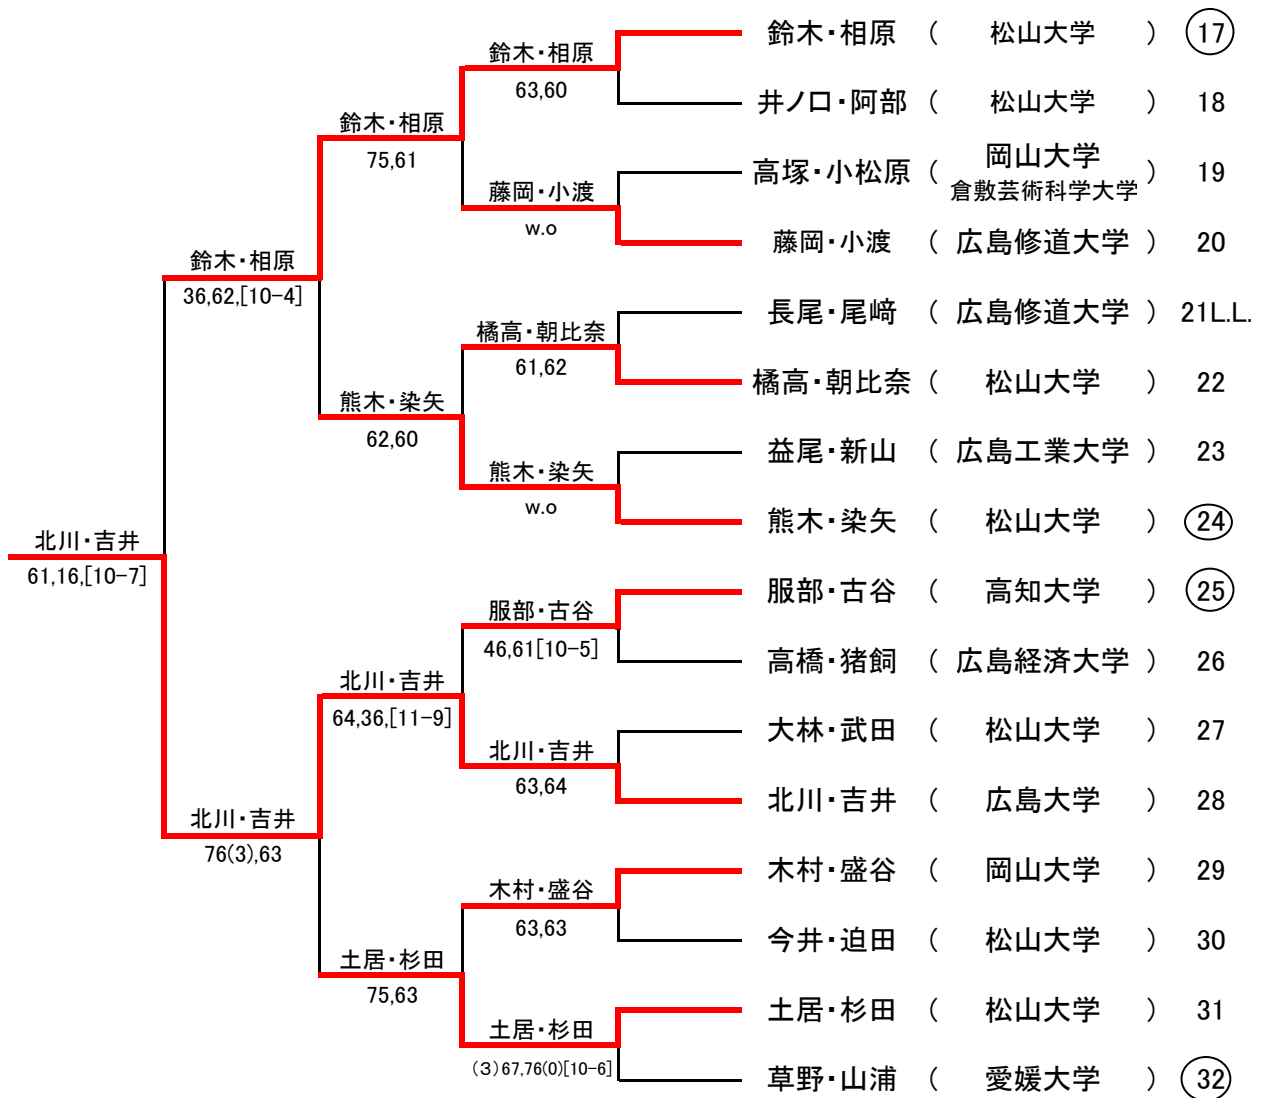 鈴木・相原 ( 松山大学 ) 17
鈴木・相原
63,60
井ノ口・阿部 ( 松山大学 ) 18
鈴木・相原
75,61
高塚・小松原 ( 岡山大学 倉敷芸術科学大学 ) 19
藤岡・小渡
w.o
藤岡・小渡 ( 広島修道大学 ) 20
鈴木・相原
36,62,[10-4]
長尾・尾﨑 ( 広島修道大学 ) 21L.L.
橘高・朝比奈
61,62
橘高・朝比奈 ( 松山大学 ) 22
熊木・染矢
62,60
益尾・新山 ( 広島工業大学 ) 23
熊木・染矢
w.o
熊木・染矢 ( 松山大学 ) 24
北川・吉井
61,16,[10-7]
服部・古谷 ( 高知大学 ) 25
服部・古谷
46,61[10-5]
高橋・猪飼 ( 広島経済大学 ) 26
北川・吉井
64,36,[11-9]
大林・武田 ( 松山大学 ) 27
北川・吉井
63,64
北川・吉井 ( 広島大学 ) 28
北川・吉井
76(3),63
木村・盛谷 ( 岡山大学 ) 29
木村・盛谷
63,63
今井・迫田 ( 松山大学 ) 30
土居・杉田
75,63
土居・杉田 ( 松山大学 ) 31
土居・杉田
(3)67,76(0)[10-6]
草野・山浦 ( 愛媛大学 ) 32